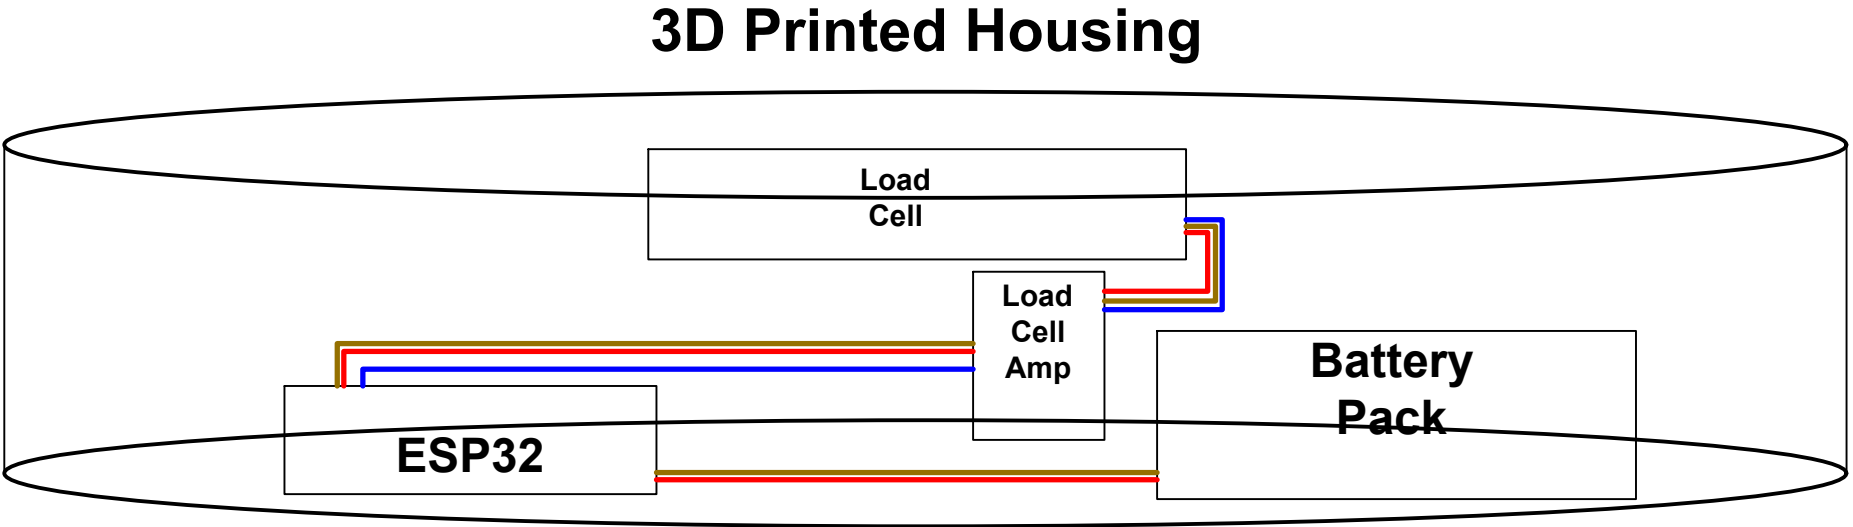 3D Printed Housing
Load
Cell
Load
Cell
Amp
Battery
Pack
ESP32